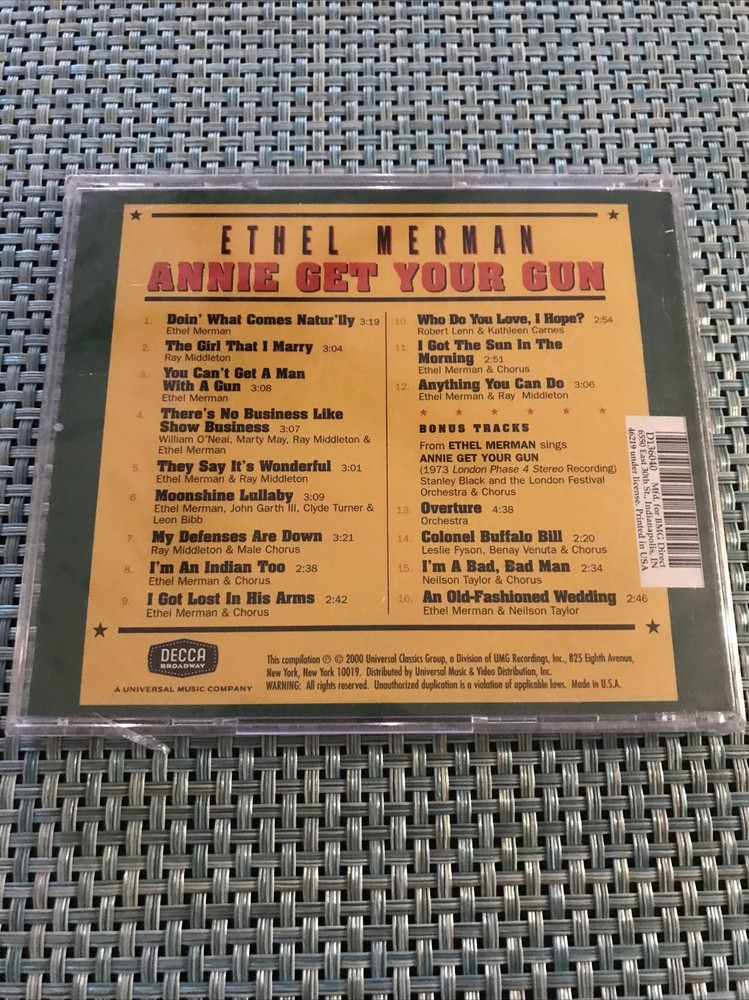 ETHEL MERMAN
ANNIE GET YOUR GUN
1. Doin' What Comes Natur'lly 3:19
Ethel Merman
2. The Girl That I Marry 3:04
Ray Middleton
3. You Can't Get A Man
With A Gun 3:08
Ethel Merman
4. There's No Business Like
Show Business 3:07
William O'Neal, Marty May, Ray Middleton &
Ethel Merman
5. They Say It's Wonderful 3:01
Ethel Merman & Ray Middleton
6. Moonshine Lullaby 3:09
Ethel Merman, John Garth III, Clyde Turner &
Leon Bibb
7. My Defenses Are Down 3:21
Ray Middleton & Male Chorus
8. I'm An Indian Too 2:38
Ethel Merman & Chorus
9. I Got Lost In His Arms 2:42
Ethel Merman & Chorus
10. Who Do You Love, I Hope? 2:54
Robert Lenn & Kathleen Carnes
11. I Got The Sun In The
Morning 2:51
Ethel Merman & Chorus
12. Anything You Can Do 3:06
Ethel Merman & Ray Middleton
BONUS TRACKS
From ETHEL MERMAN sings
ANNIE GET YOUR GUN
(1973 London Phase 4 Stereo Recording)
Stanley Black and the London Festival
Orchestra & Chorus
13. Overture 4:38
Orchestra
14. Colonel Buffalo Bill 2:20
Leslie Fyson, Benay Venuta & Chorus
15. I'm A Bad, Bad Man 2:34
Neilson Taylor & Chorus
16. An Old-Fashioned Wedding 2:46
Ethel Merman & Neilson Taylor
D136040 Mfd. for BMG Direct
6550 East 30th St., Indianapolis, IN
46219 under license. Printed in USA
DECCA
BROADWAY
A UNIVERSAL MUSIC COMPANY
This compilation ℗ © 2000 Universal Classics Group, a Division of UMG Recordings, Inc., 825 Eighth Avenue,
New York, New York 10019. Distributed by Universal Music & Video Distribution, Inc.
WARNING: All rights reserved. Unauthorized duplication is a violation of applicable laws. Made in U.S.A.